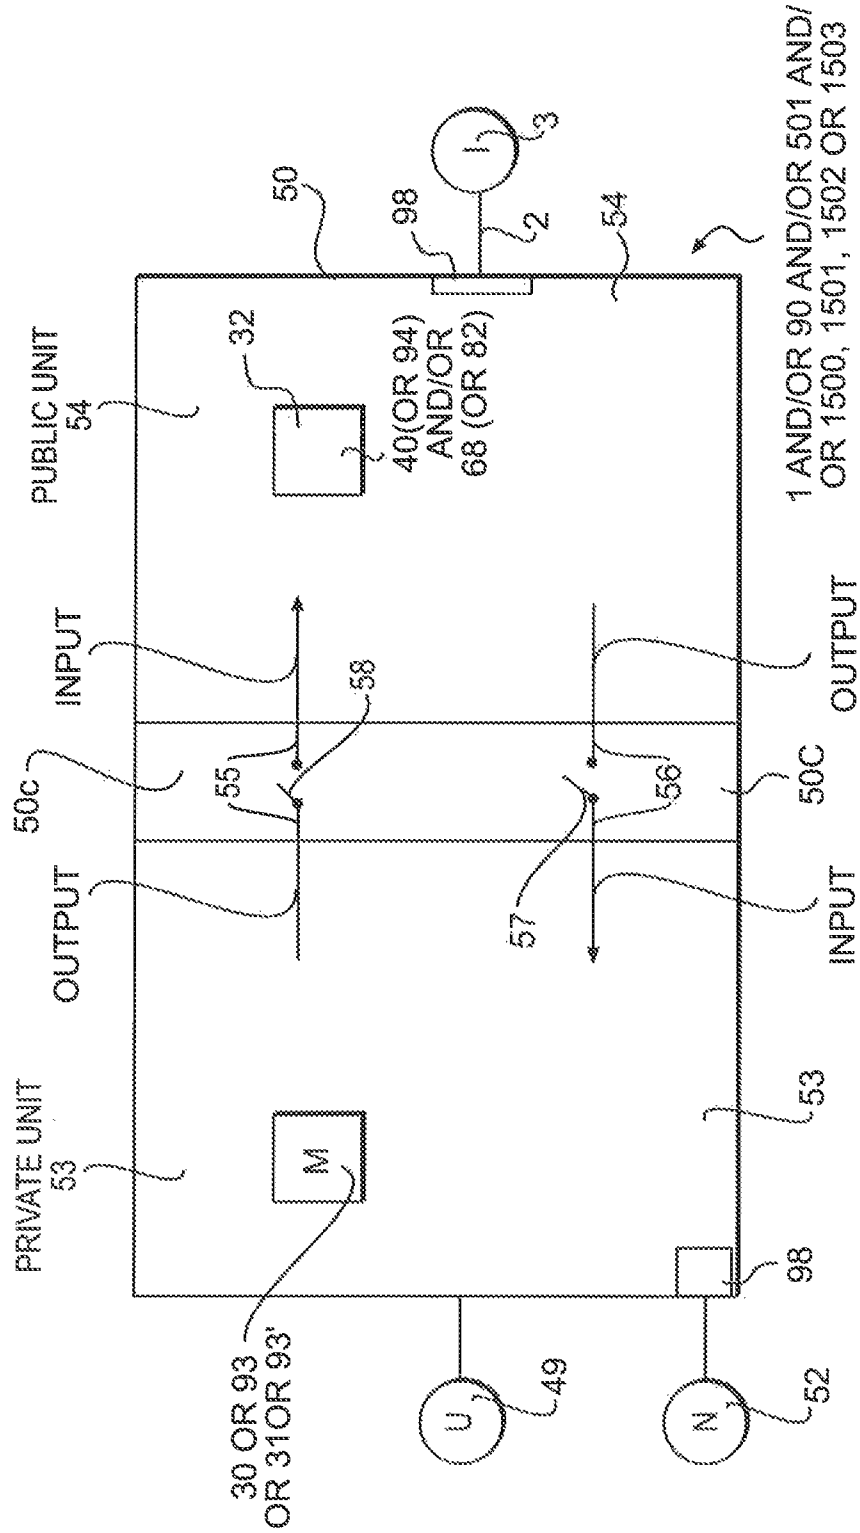 PRIVATE UNIT
53
OUTPUT
50c
INPUT
PUBLIC UNIT
54
50
M
30 OR 93
OR 31OR 93'
55
58
32
40(OR 94)
AND/OR
68 (OR 82)
98
2
I
3
U
49
N
52
98
53
57
56
INPUT
50C
OUTPUT
54
1 AND/OR 90 AND/OR 501 AND/
OR 1500, 1501, 1502 OR 1503